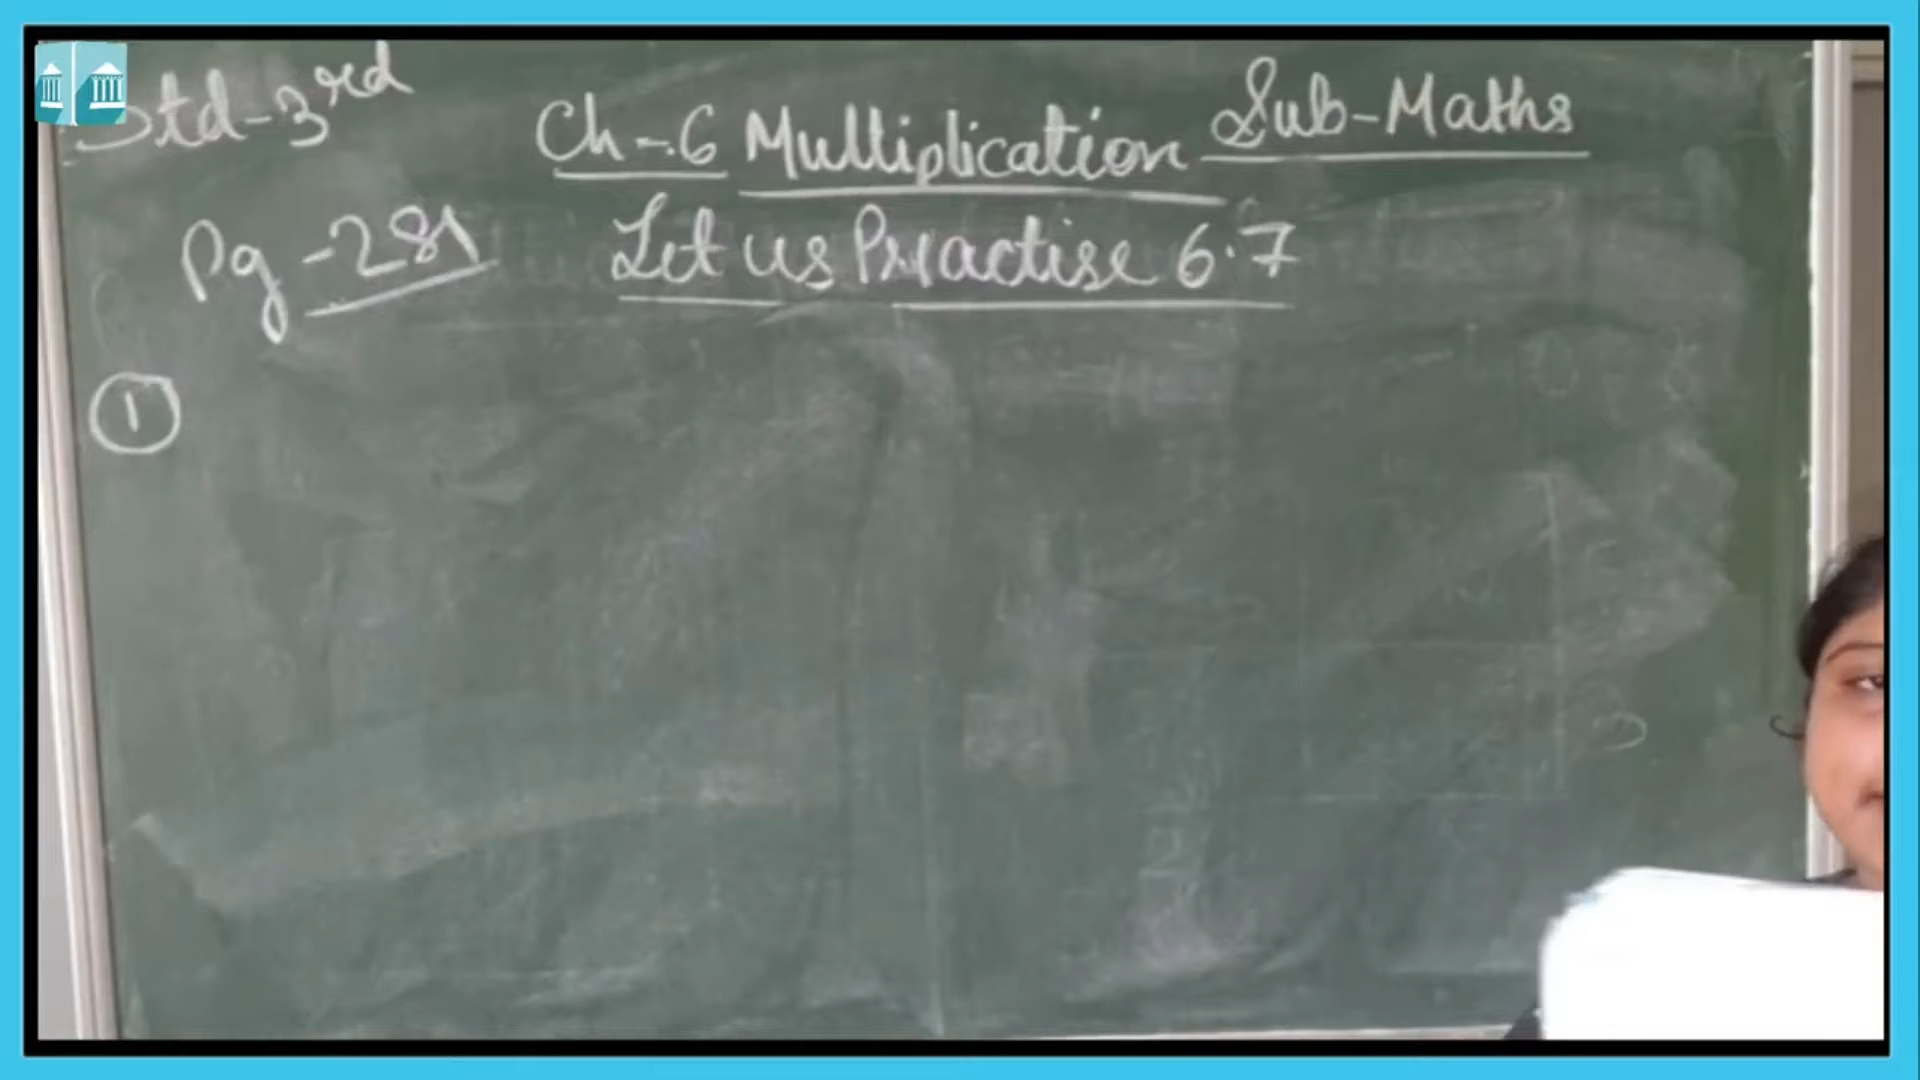 Std-3rd
Ch-6 Multiplication Sub-Maths
Pg-281 Let us Practise 6.7
1